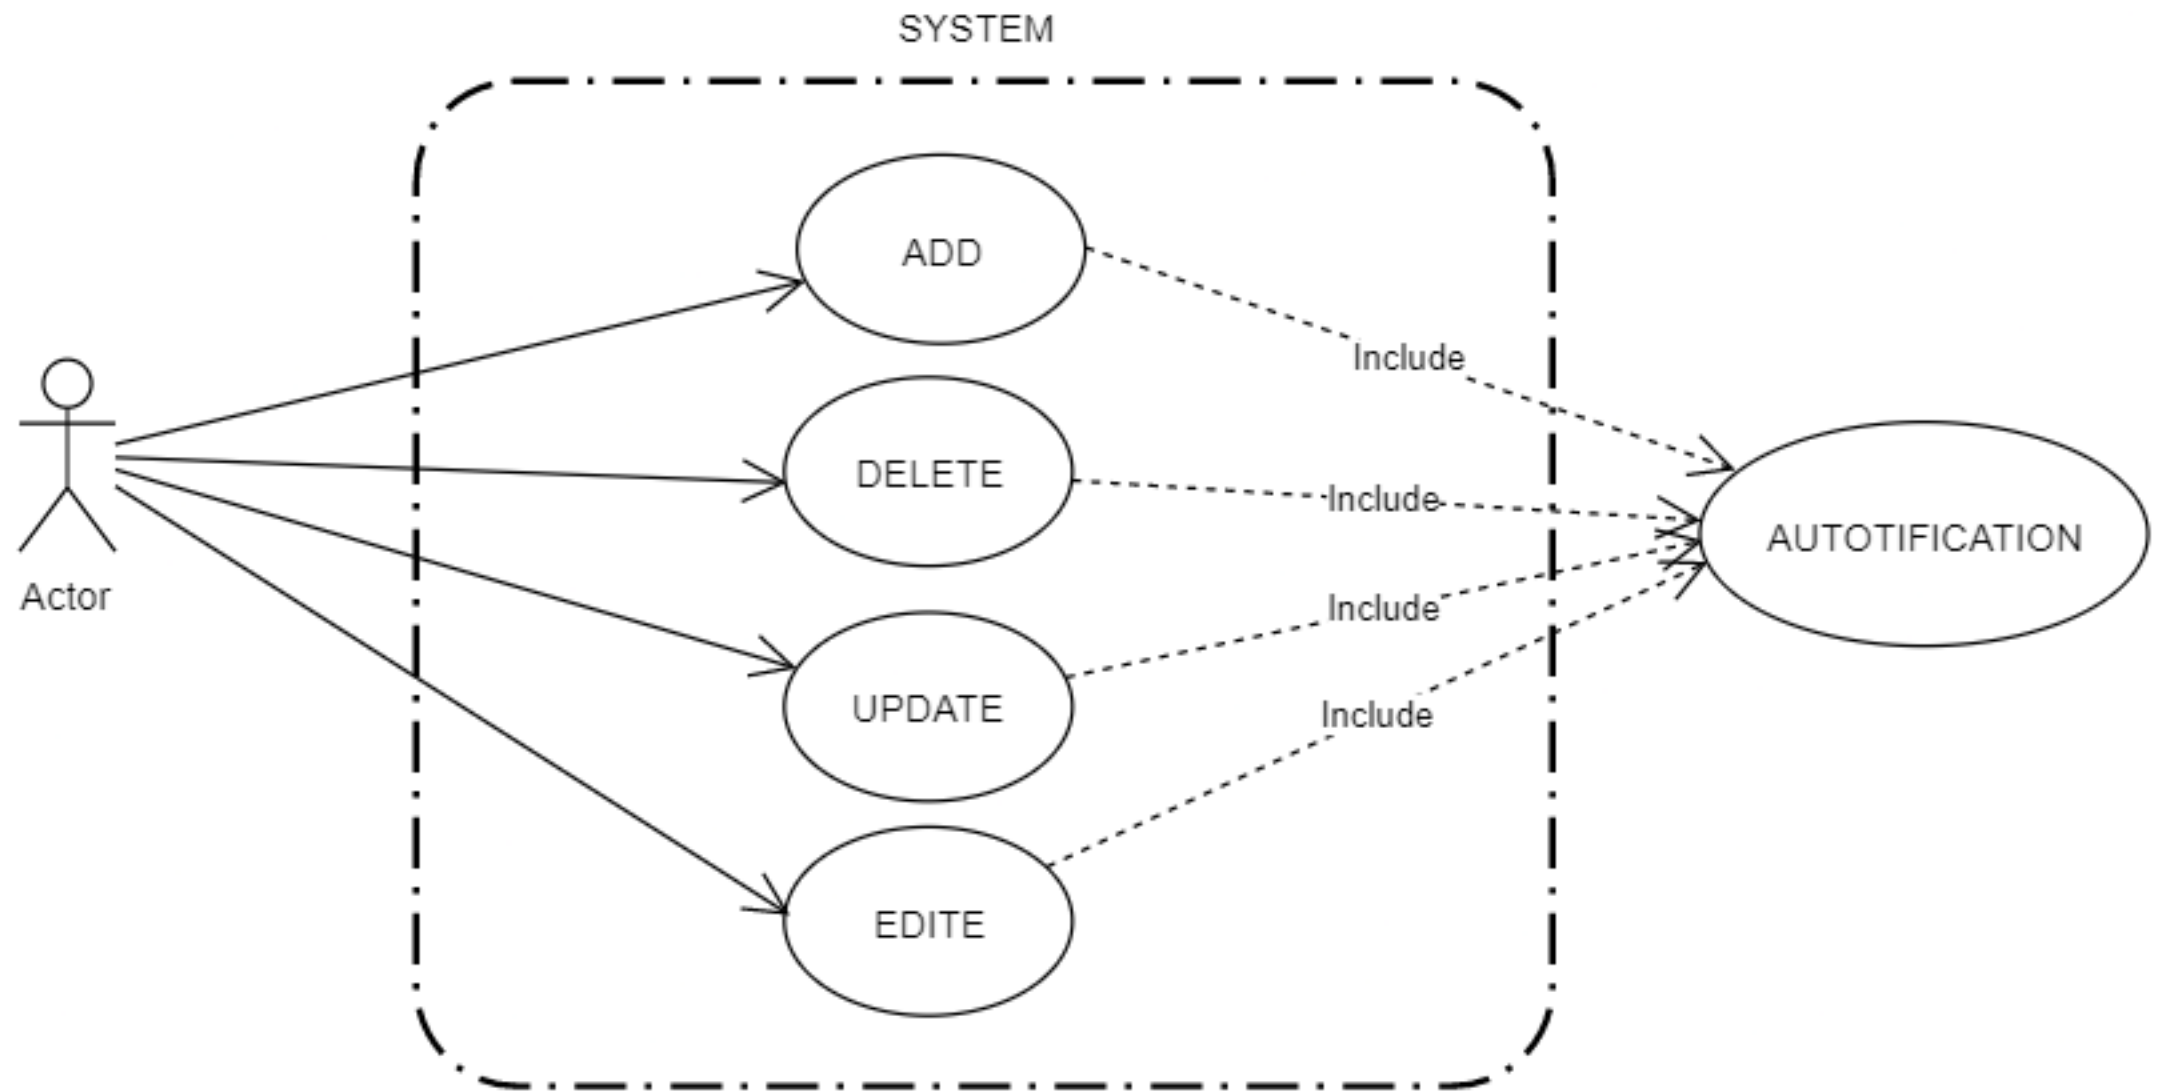 SYSTEM
ADD
Include
DELETE
Include
AUTOTIFICATION
Actor
Include
UPDATE
Include
EDITE